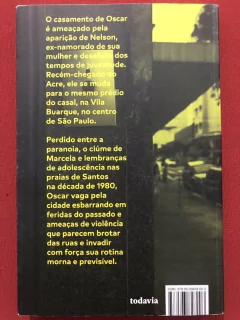 O casamento de Oscar
é ameaçado pela
aparição de Nelson,
ex-namorado de sua
mulher e desafeto dos
tempos de juventude.
Recém-chegado do
Acre, ele se muda
para o mesmo prédio
do casal, na Vila
Buarque, no centro
de São Paulo.
Perdido entre a
paranoia, o ciúme de
Marcela e lembranças
de adolescência nas
praias de Santos
na década de 1980,
Oscar vaga pela
cidade esbarrando em
feridas do passado e
ameaças de violência
que parecem brotar
das ruas e invadir
com força sua rotina
morna e previsível.
todavia